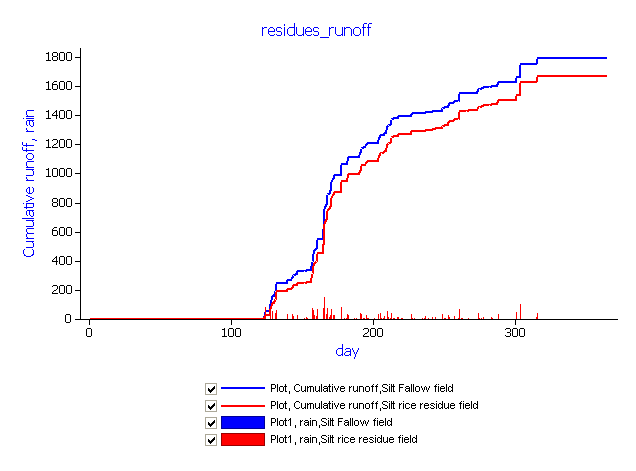 residues_runoff
Cumulative runoff, rain
1800
1600
1400
1200
1000
800
600
400
200
0
0 100 200 300
day
Plot, Cumulative runoff,Silt Fallow field
Plot, Cumulative runoff,Silt rice residue field
Plot1, rain,Silt Fallow field
Plot1, rain,Silt rice residue field